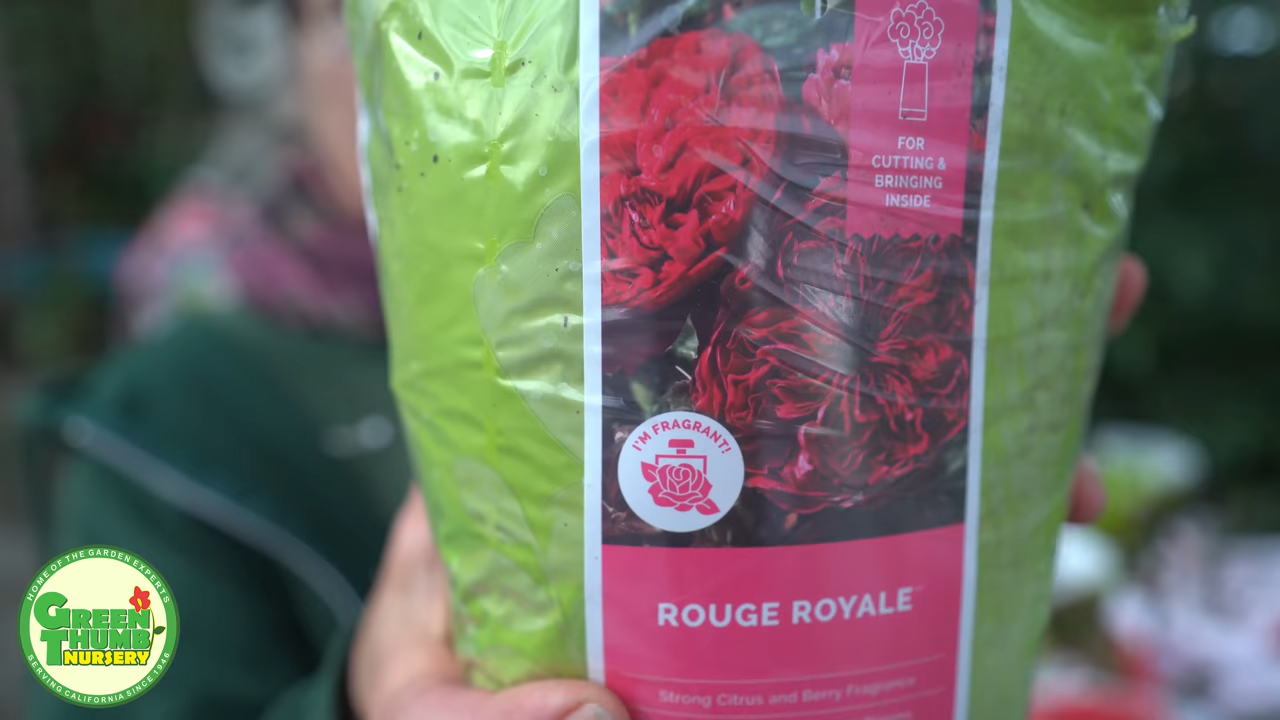 FOR
CUTTING &
BRINGING
INSIDE
I'M FRAGRANT!
ROUGE ROYALE
Strong Citrus and Berry Fragrance
HOME OF THE GARDEN EXPERTS
GREEN
THUMB
NURSERY
SERVING CALIFORNIA SINCE 1946